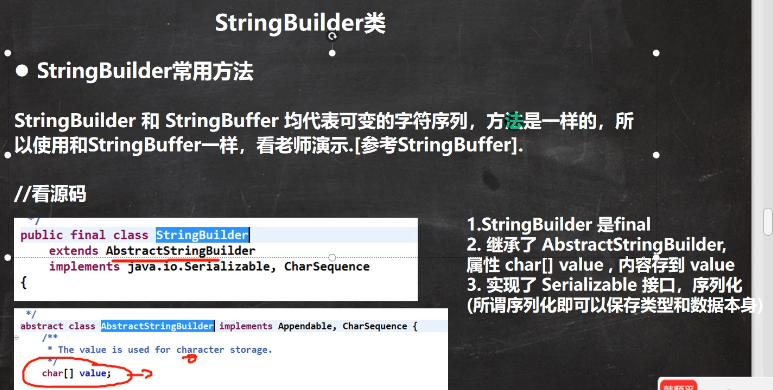 StringBuilder类
● StringBuilder常用方法
StringBuilder 和 StringBuffer 均代表可变的字符序列，方法是一样的，所
以使用和StringBuffer一样，看老师演示.[参考StringBuffer].
//看源码
*/
public final class StringBuilder
extends AbstractStringBuilder
implements java.io.Serializable, CharSequence
{
*/
abstract class AbstractStringBuilder implements Appendable, CharSequence {
/**
* The value is used for character storage.
*/
char[] value;
1.StringBuilder 是final
2. 继承了 AbstractStringBuilder,
属性 char[] value , 内容存到 value
3. 实现了 Serializable 接口，序列化
(所谓序列化即可以保存类型和数据本身)